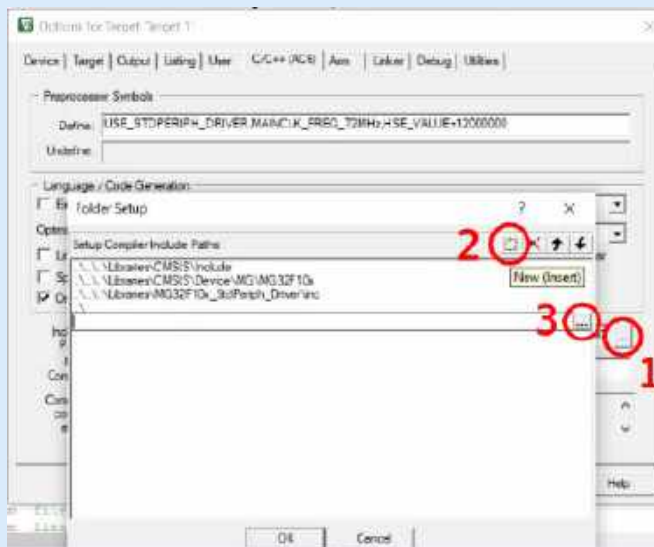 Options for Target 'Target 1'
Device | Target | Output | Listing | User | C/C++ (AC6) | Asm | Linker | Debug | Utilities |
Preprocessor Symbols
Define: USE_STDPERIPH_DRIVER,MAINCLK_FREQ_72MHz,HSE_VALUE=12000000
Undefine:
Language / Code Generation
Folder Setup ? ×
Setup Compiler Include Paths 2
..\..\..\Libraries\CMSIS\Include
..\..\..\Libraries\CMSIS\Device\MG\MG32F10x
New (Insert)
..\..\..\Libraries\MG32F10x_StdPeriph_Driver\inc
.\
3 ... ...
1
Help
OK Cancel